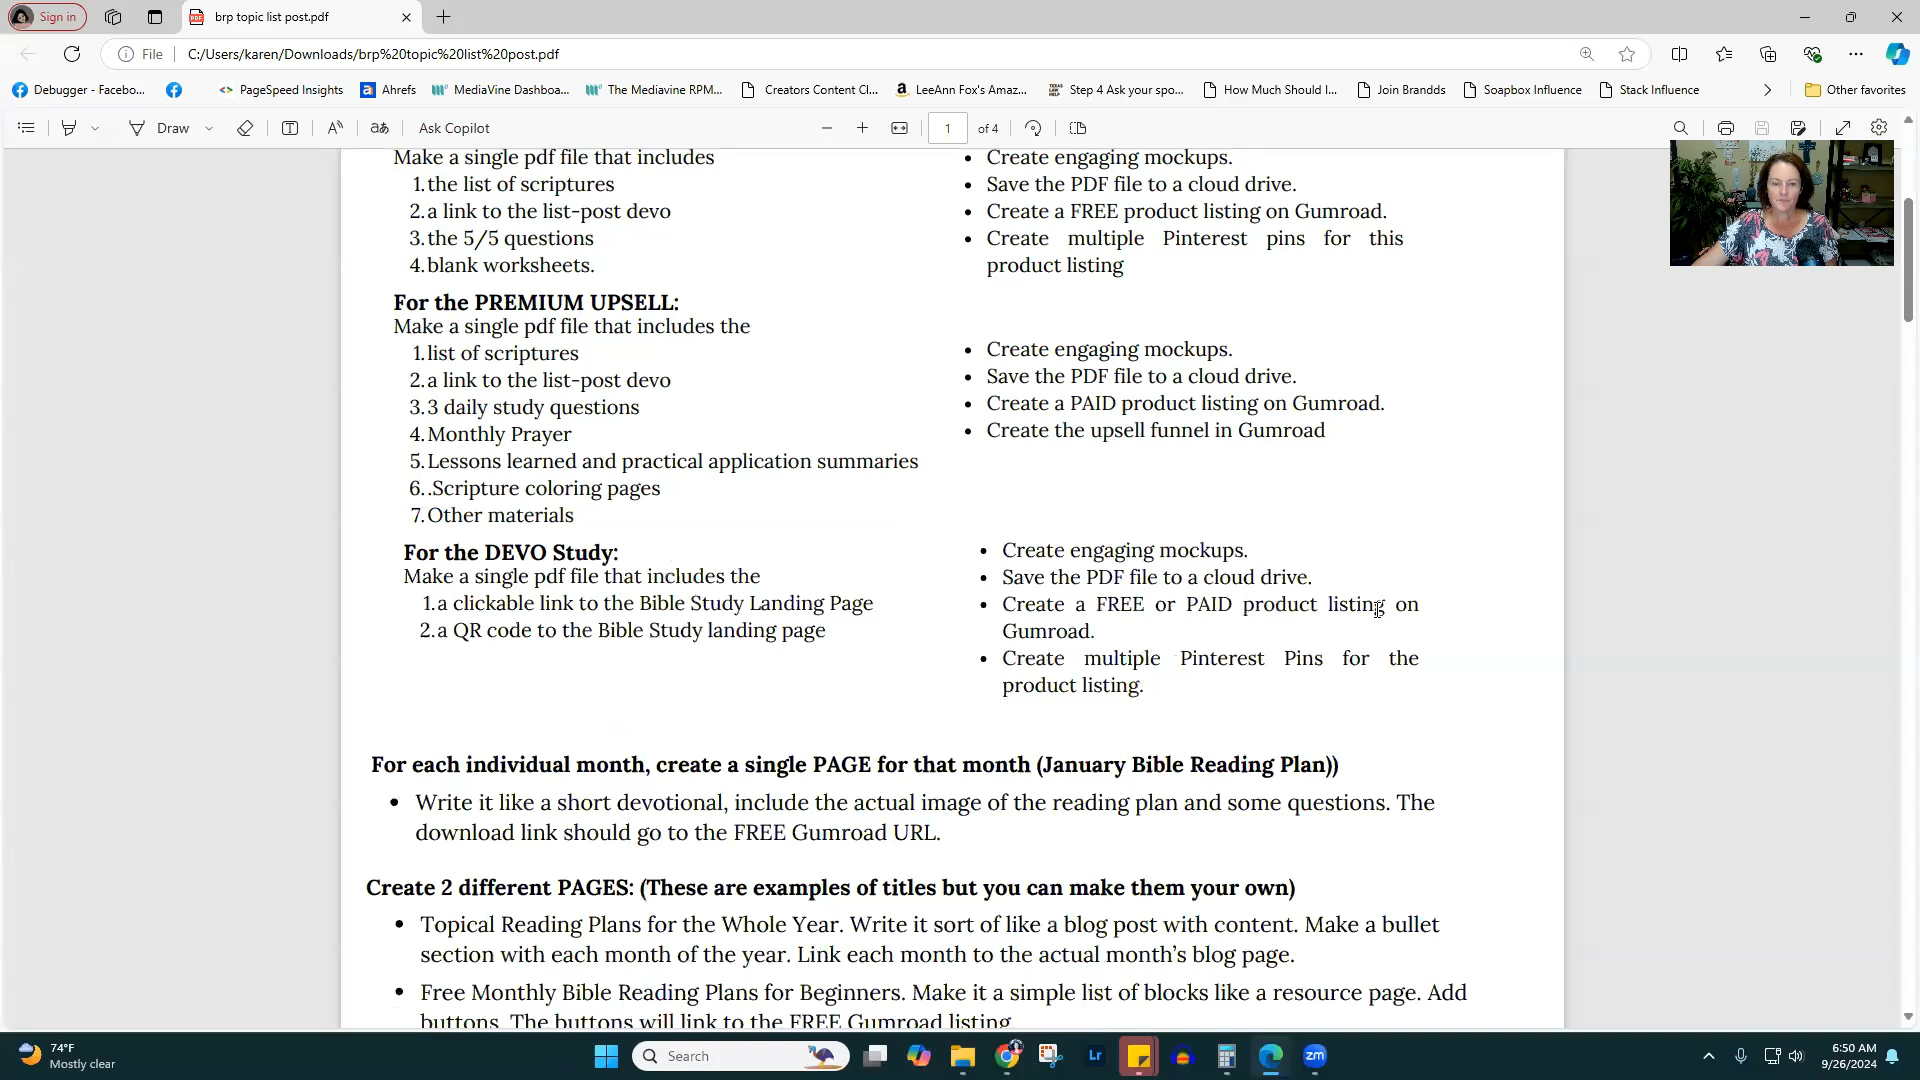 Sign in
brp topic list post.pdf
File
C:/Users/karen/Downloads/brp%20topic%20list%20post.pdf
Debugger - Facebo...
PageSpeed Insights
Ahrefs
MediaVine Dashboa...
The Mediavine RPM...
Creators Content Cl...
LeeAnn Fox's Amaz...
Step 4 Ask your spo...
How Much Should I...
Join Brandds
Soapbox Influence
Stack Influence
Other favorites
Draw
Ask Copilot
1 of 4
Make a single pdf file that includes
1. the list of scriptures
2. a link to the list-post devo
3. the 5/5 questions
4. blank worksheets.
• Create engaging mockups.
• Save the PDF file to a cloud drive.
• Create a FREE product listing on Gumroad.
• Create multiple Pinterest pins for this
product listing
For the PREMIUM UPSELL:
Make a single pdf file that includes the
1. list of scriptures
2. a link to the list-post devo
3. 3 daily study questions
4. Monthly Prayer
5. Lessons learned and practical application summaries
6. .Scripture coloring pages
7. Other materials
• Create engaging mockups.
• Save the PDF file to a cloud drive.
• Create a PAID product listing on Gumroad.
• Create the upsell funnel in Gumroad
For the DEVO Study:
Make a single pdf file that includes the
1. a clickable link to the Bible Study Landing Page
2. a QR code to the Bible Study landing page
• Create engaging mockups.
• Save the PDF file to a cloud drive.
• Create a FREE or PAID product listing on
Gumroad.
• Create multiple Pinterest Pins for the
product listing.
For each individual month, create a single PAGE for that month (January Bible Reading Plan))
• Write it like a short devotional, include the actual image of the reading plan and some questions. The
download link should go to the FREE Gumroad URL.
Create 2 different PAGES: (These are examples of titles but you can make them your own)
• Topical Reading Plans for the Whole Year. Write it sort of like a blog post with content. Make a bullet
section with each month of the year. Link each month to the actual month's blog page.
• Free Monthly Bible Reading Plans for Beginners. Make it a simple list of blocks like a resource page. Add
buttons. The buttons will link to the FREE Gumroad listing
74°F
Mostly clear
Search
Lr
zm
6:50 AM
9/26/2024